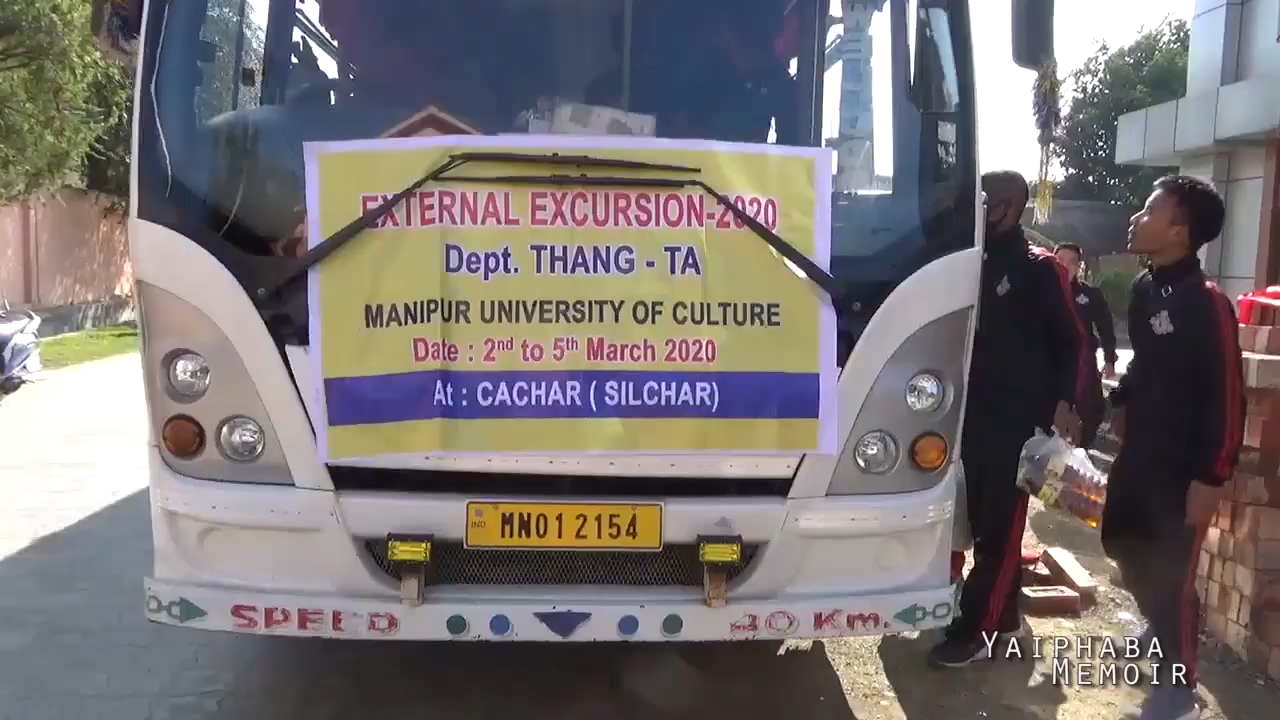 EXTERNAL EXCURSION-2020
Dept. THANG - TA
MANIPUR UNIVERSITY OF CULTURE
Date : 2nd to 5th March 2020
At : CACHAR ( SILCHAR)
IND MN01 2154
SPEED 40 Km.
YAIPHABA
MEMOIR